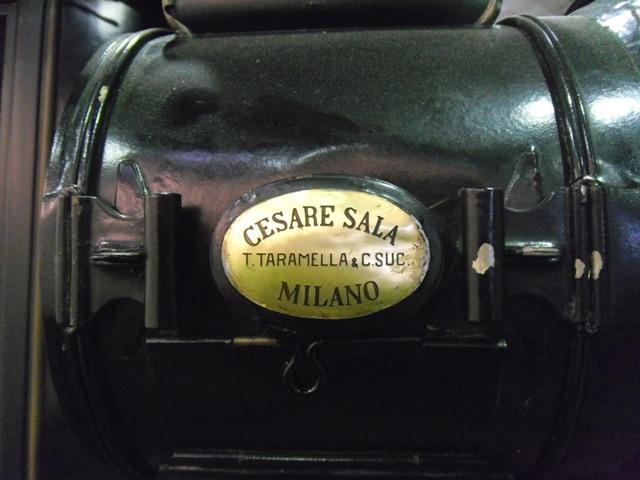 CESARE SALA
T. TARAMELLA & C. SUC.
MILANO